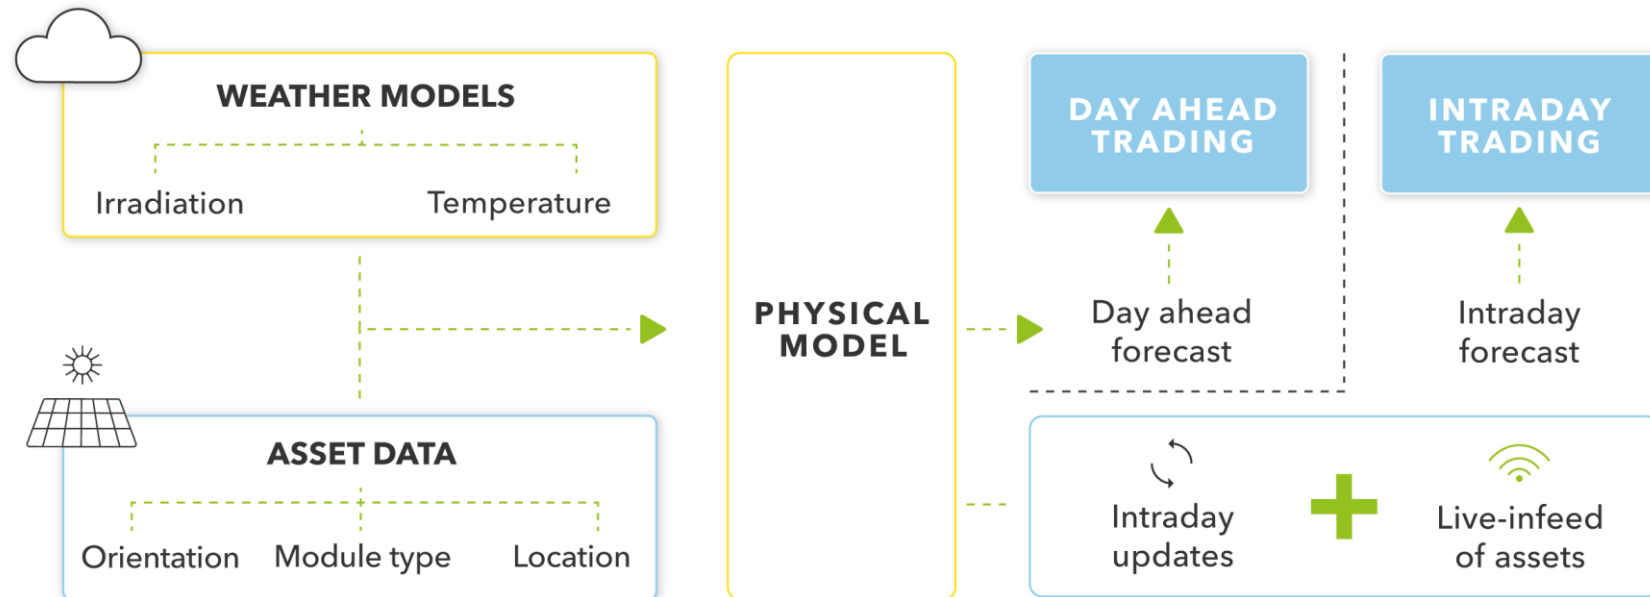 WEATHER MODELS
Irradiation
Temperature
ASSET DATA
Orientation
Module type
Location
PHYSICAL
MODEL
DAY AHEAD
TRADING
Day ahead
forecast
INTRADAY
TRADING
Intraday
forecast
Intraday
updates
Live-infeed
of assets